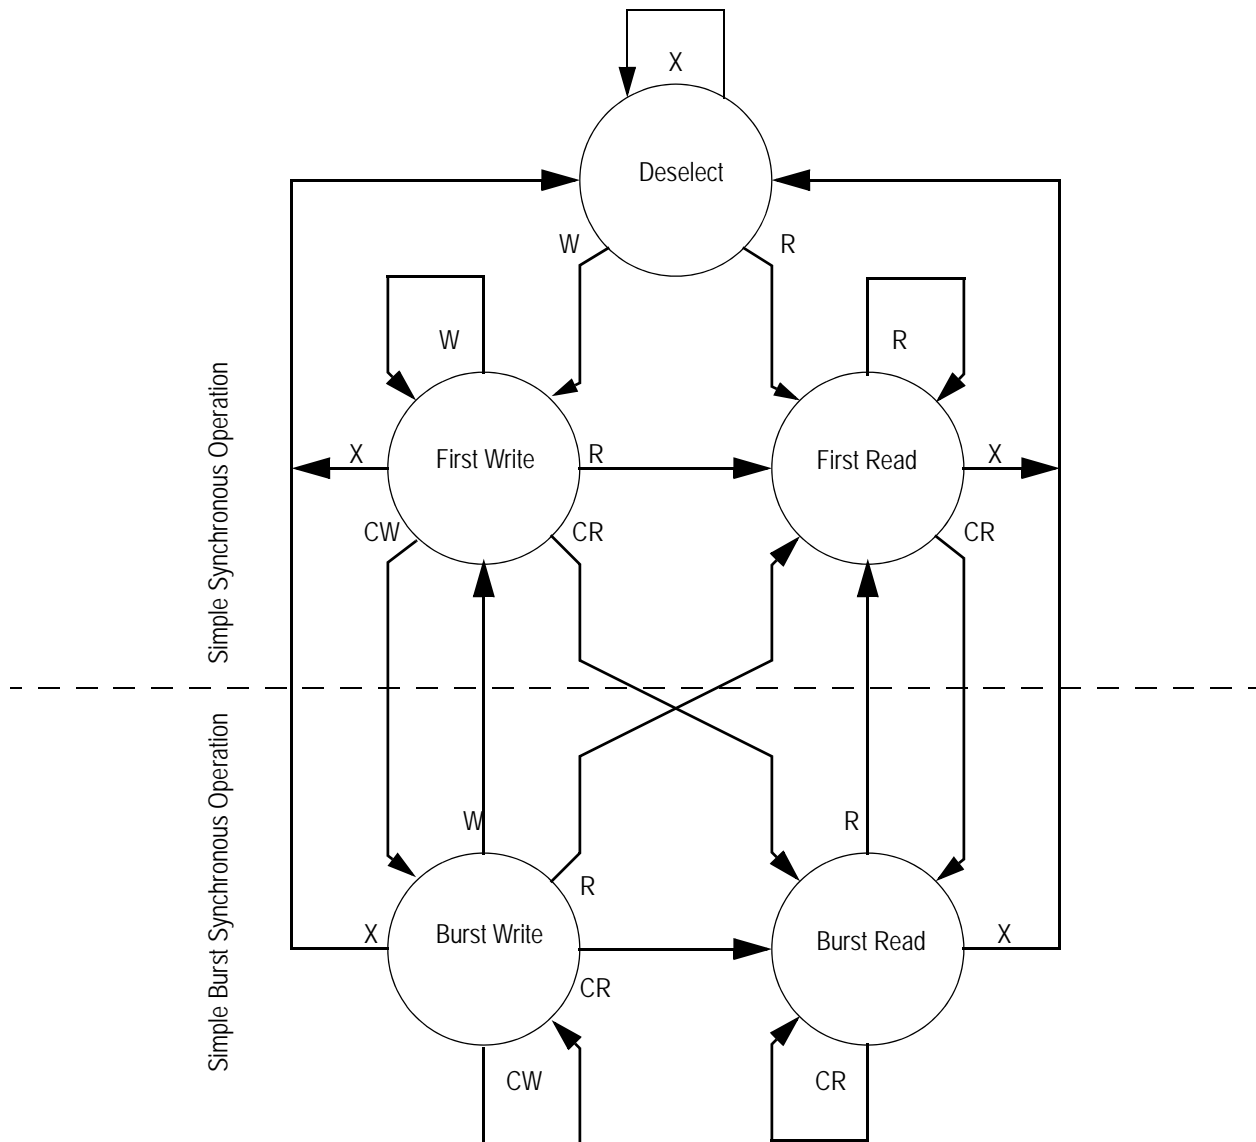 X
Deselect
W
R
W
R
Simple Synchronous Operation
X
First Write
R
First Read
X
CW
CR
CR
Simple Burst Synchronous Operation
W
R
R
X
Burst Write
Burst Read
X
CR
CW
CR